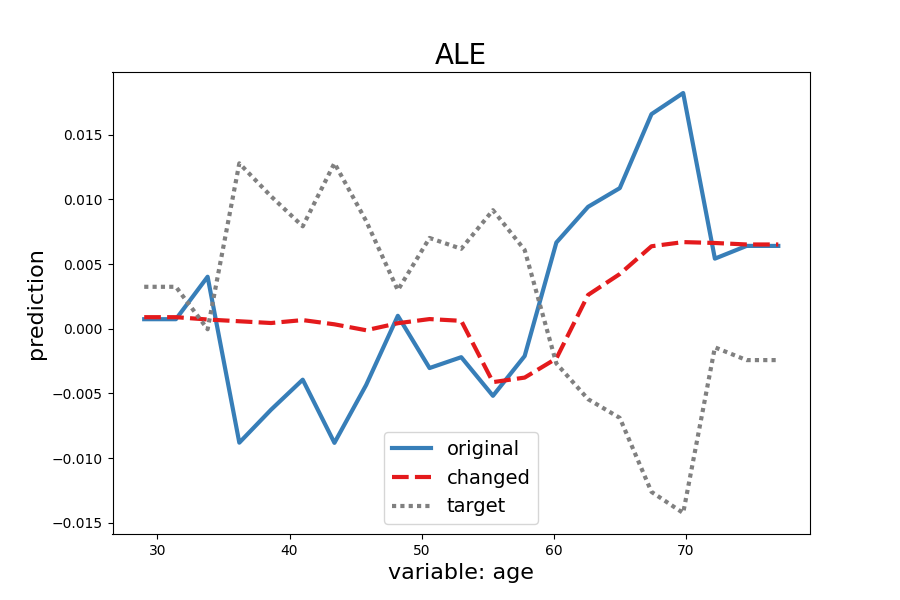 ALE
prediction
0.015
0.010
0.005
0.000
−0.005
−0.010
−0.015
original
changed
target
30 40 50 60 70
variable: age